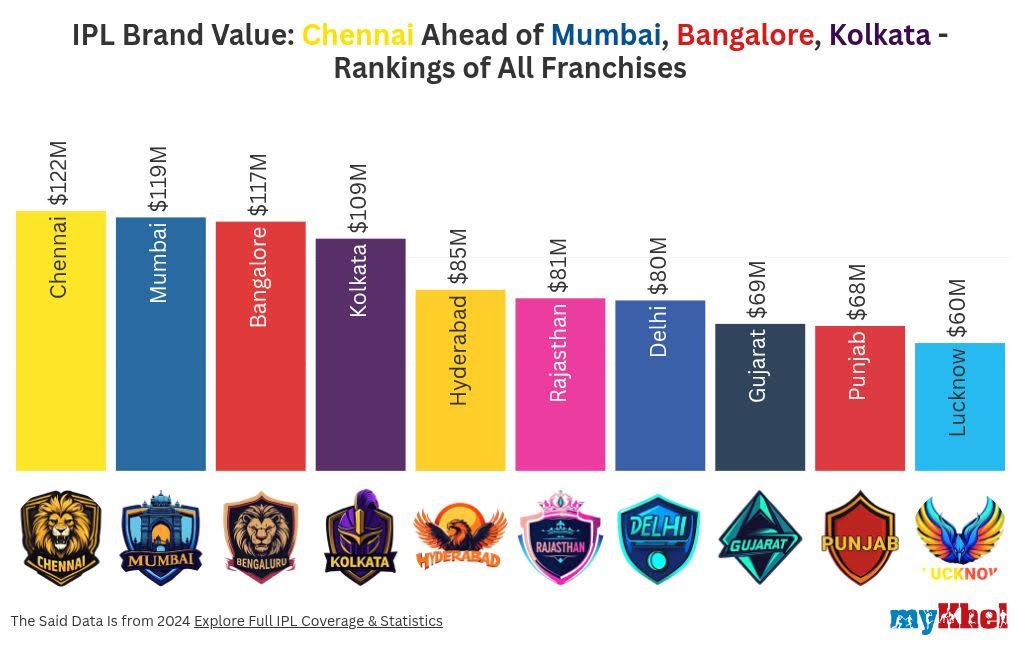 IPL Brand Value: Chennai Ahead of Mumbai, Bangalore, Kolkata -
Rankings of All Franchises
Chennai $122M
Mumbai $119M
Bangalore $117M
Kolkata $109M
Hyderabad $85M
Rajasthan $81M
Delhi $80M
Gujarat $69M
Punjab $68M
Lucknow $60M
CHENNAI
MUMBAI
BENGALURU
KOLKATA
HYDERABAD
RAJASTHAN
DELHI
GUJARAT
PUNJAB
UCKNOW
The Said Data Is from 2024 Explore Full IPL Coverage & Statistics
myKhel